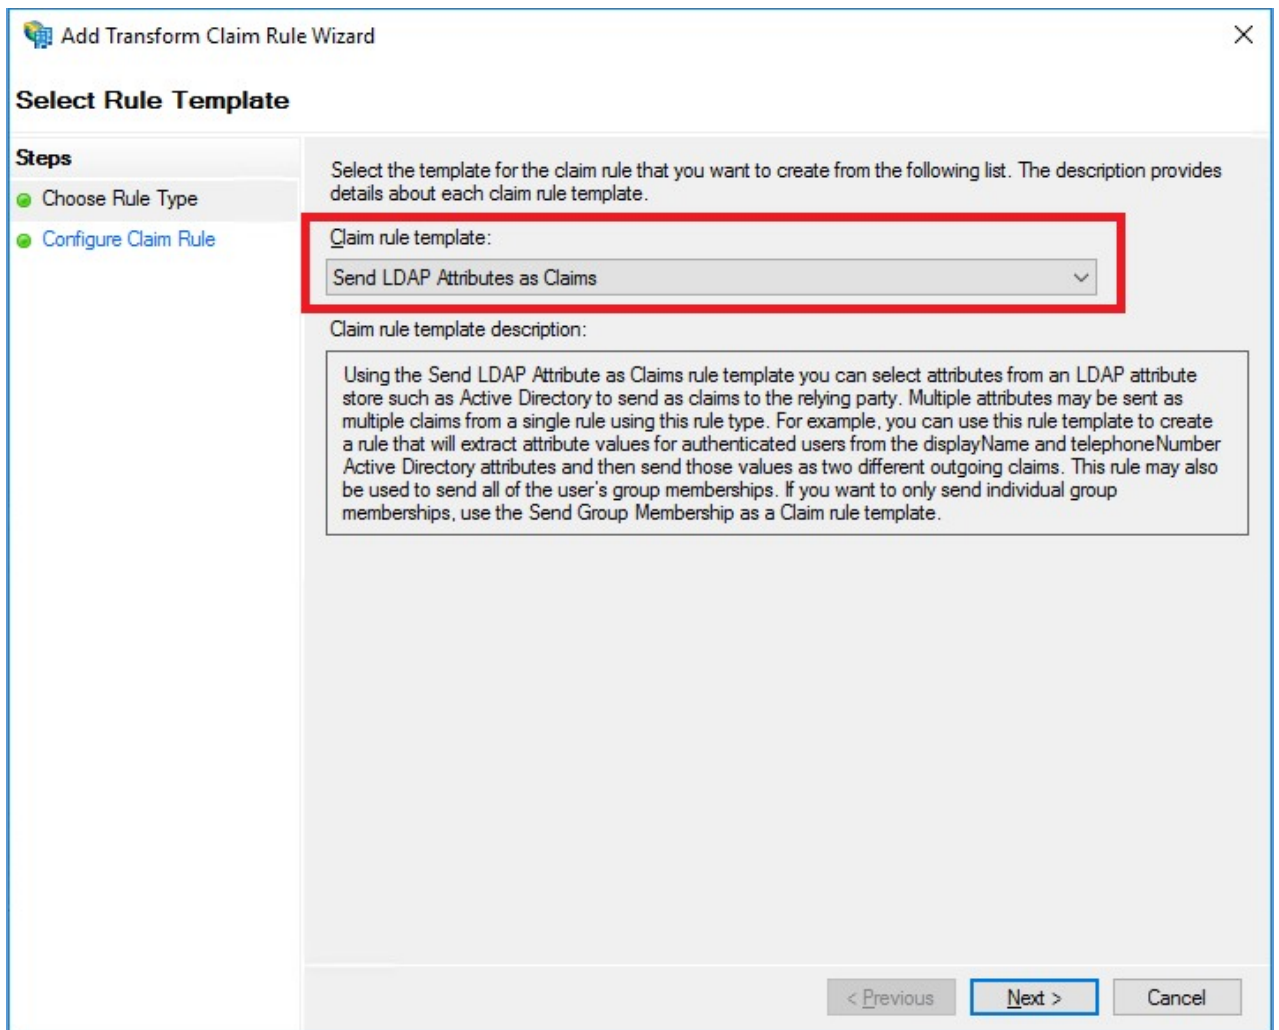 Add Transform Claim Rule Wizard
Select Rule Template
Steps
Choose Rule Type
Configure Claim Rule
Select the template for the claim rule that you want to create from the following list. The description provides
details about each claim rule template.
Claim rule template:
Send LDAP Attributes as Claims
Claim rule template description:
Using the Send LDAP Attribute as Claims rule template you can select attributes from an LDAP attribute
store such as Active Directory to send as claims to the relying party. Multiple attributes may be sent as
multiple claims from a single rule using this rule type. For example, you can use this rule template to create
a rule that will extract attribute values for authenticated users from the displayName and telephoneNumber
Active Directory attributes and then send those values as two different outgoing claims. This rule may also
be used to send all of the user's group memberships. If you want to only send individual group
memberships, use the Send Group Membership as a Claim rule template.
< Previous
Next >
Cancel